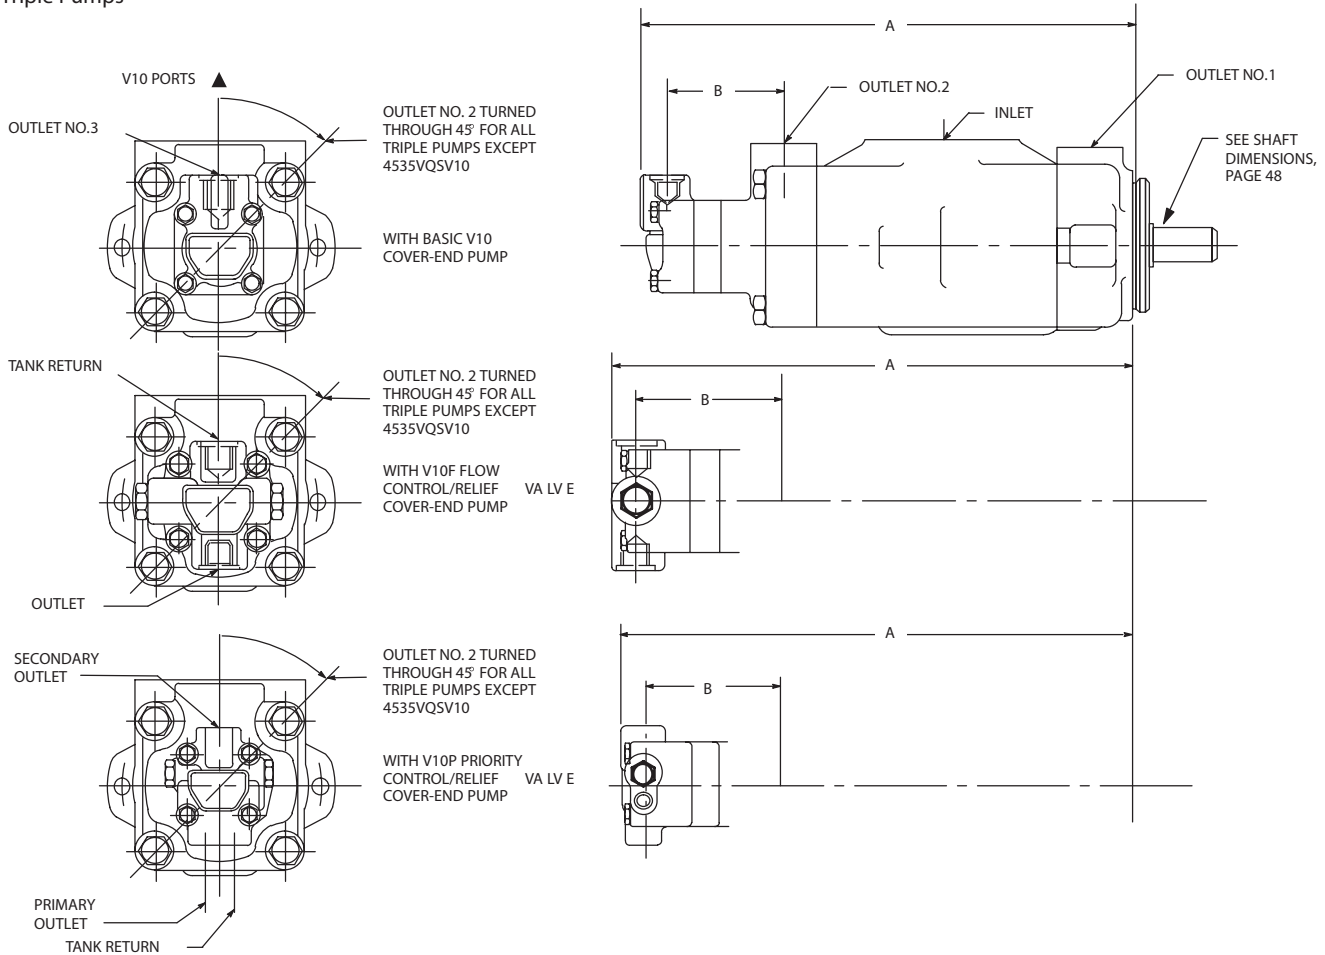 Triple Pumps
V10 PORTS ▲
OUTLET NO.3
OUTLET NO. 2 TURNED
THROUGH 45° FOR ALL
TRIPLE PUMPS EXCEPT
4535VQSV10
WITH BASIC V10
COVER-END PUMP
A
B
OUTLET NO.2
INLET
OUTLET NO.1
SEE SHAFT
DIMENSIONS,
PAGE 48
TANK RETURN
OUTLET NO. 2 TURNED
THROUGH 45° FOR ALL
TRIPLE PUMPS EXCEPT
4535VQSV10
WITH V10F FLOW
CONTROL/RELIEF VA LV E
COVER-END PUMP
OUTLET
A
B
SECONDARY
OUTLET
OUTLET NO. 2 TURNED
THROUGH 45° FOR ALL
TRIPLE PUMPS EXCEPT
4535VQSV10
WITH V10P PRIORITY
CONTROL/RELIEF VA LV E
COVER-END PUMP
A
B
PRIMARY
OUTLET
TANK RETURN